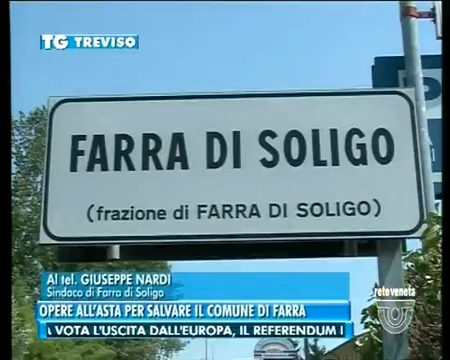 TG TREVISO
FARRA DI SOLIGO
(frazione di FARRA DI SOLIGO)
Al tel. GIUSEPPE NARDI
Sindaco di Farra di Soligo
OPERE ALL'ASTA PER SALVARE IL COMUNE DI FARRA
VOTA L'USCITA DALL'EUROPA, IL REFERENDUM
reteveneta